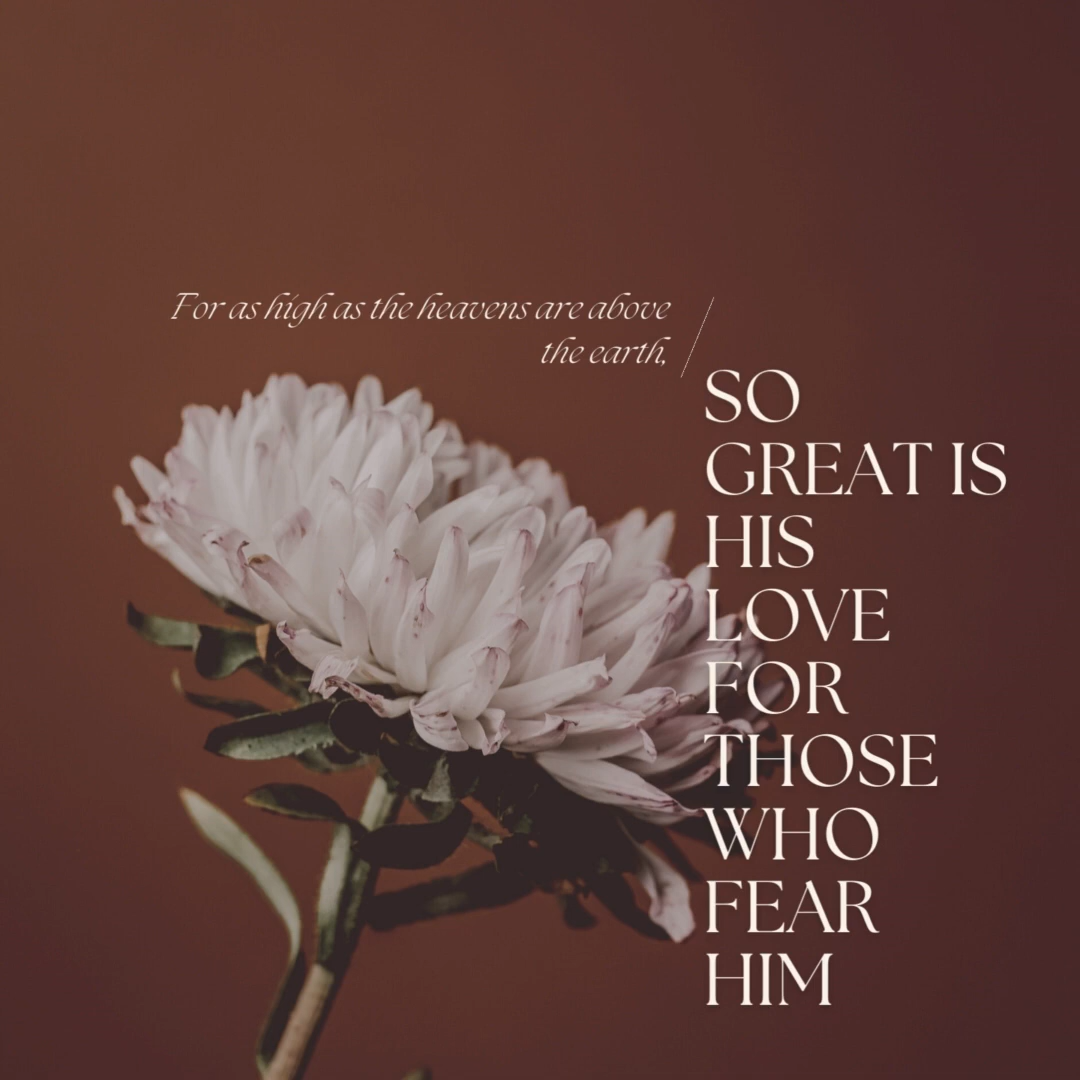 For as high as the heavens are above
the earth,
SO
GREAT IS
HIS
LOVE
FOR
THOSE
WHO
FEAR
HIM